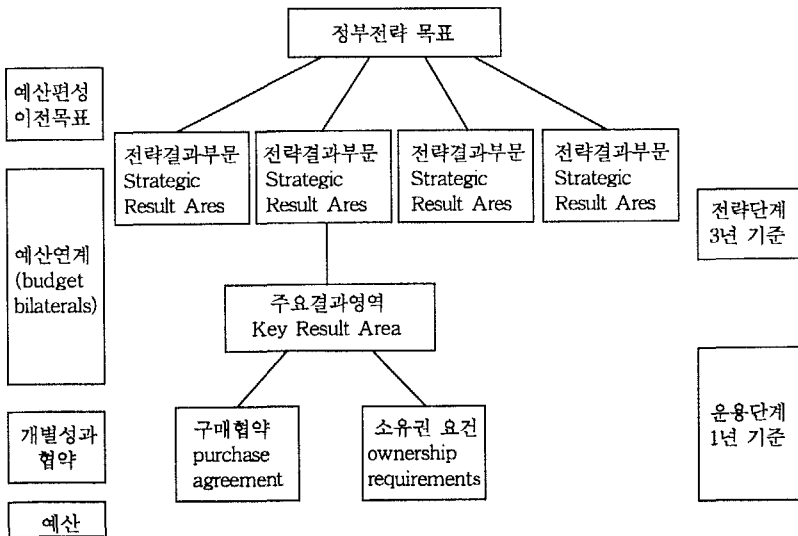 정부전략 목표
예산편성
이전목표
전략결과부문
Strategic
Result Ares
전략결과부문
Strategic
Result Ares
전략결과부문
Strategic
Result Ares
전략결과부문
Strategic
Result Ares
전략단계
3년 기준
예산연계
(budget
bilaterals)
주요결과영역
Key Result Area
운용단계
1년 기준
개별성과
협약
구매협약
purchase
agreement
소유권 요건
ownership
requirements
예산